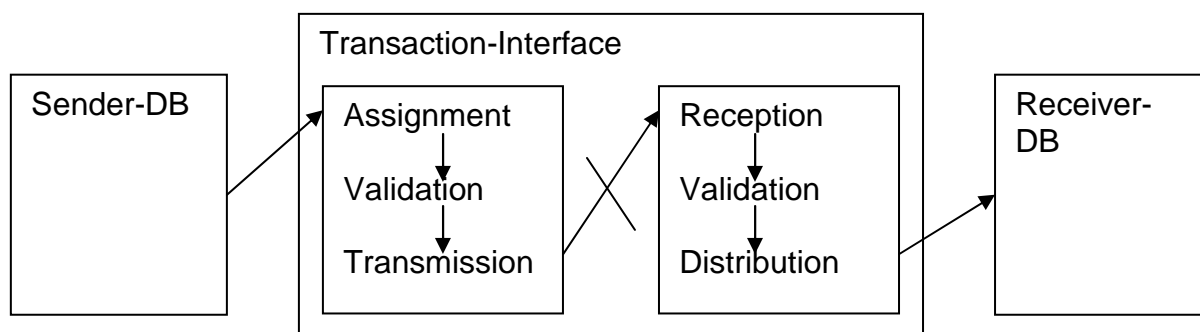 Transaction-Interface
Sender-DB
Assignment
Validation
Transmission
Reception
Validation
Distribution
Receiver-
DB